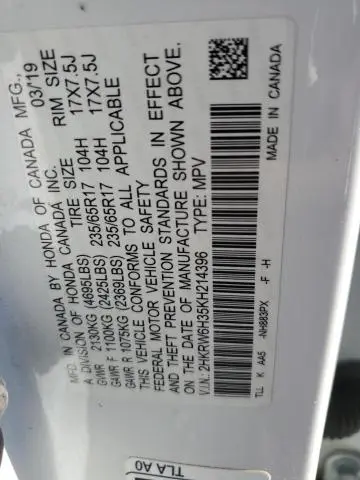 MFD. IN CANADA BY HONDA OF CANADA MFG.,
A DIVISION OF HONDA CANADA INC. 03/19
TIRE SIZE RIM SIZE
GVWR 2130KG (4695LBS)
GAWR F 1100KG (2425LBS) 235/65R17 104H 17X7.5J
GAWR R 1075KG (2369LBS) 235/65R17 104H 17X7.5J
THIS VEHICLE CONFORMS TO ALL APPLICABLE
FEDERAL MOTOR VEHICLE SAFETY
AND THEFT PREVENTION STANDARDS IN EFFECT
ON THE DATE OF MANUFACTURE SHOWN ABOVE.
V.I.N.: 2HKRW6H35KH214396 TYPE: MPV
TLL K -AA5 -NH883PX -F -H
MADE IN CANADA
TLA A0